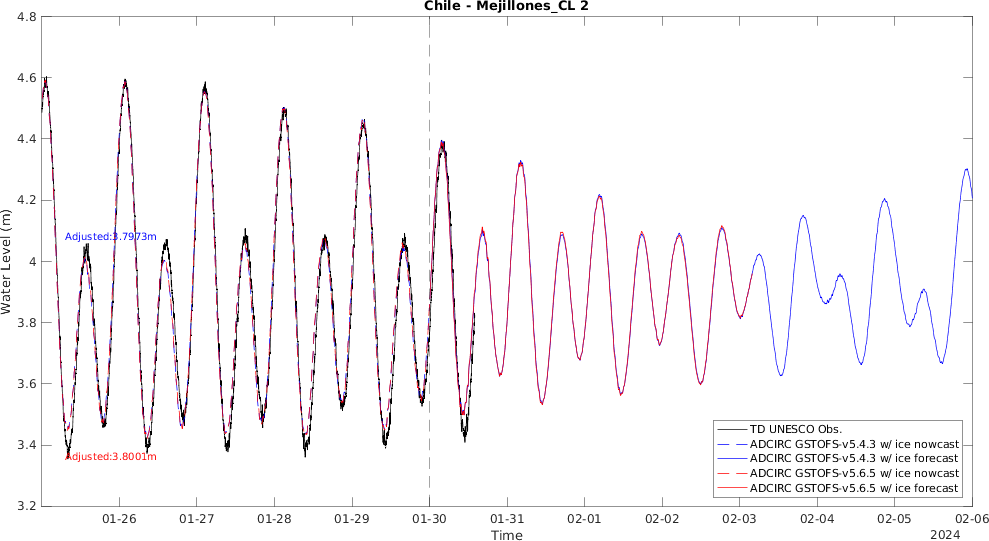 Chile - Mejillones_CL 2
4.8
4.6
4.4
4.2
4
3.8
3.6
3.4
3.2
Water Level (m)
Adjusted:3.7973m
Adjusted:3.8001m
TD UNESCO Obs.
ADCIRC GSTOFS-v5.4.3 w/ ice nowcast
ADCIRC GSTOFS-v5.4.3 w/ ice forecast
ADCIRC GSTOFS-v5.6.5 w/ ice nowcast
ADCIRC GSTOFS-v5.6.5 w/ ice forecast
01-26 01-27 01-28 01-29 01-30 01-31 02-01 02-02 02-03 02-04 02-05 02-06
Time
2024